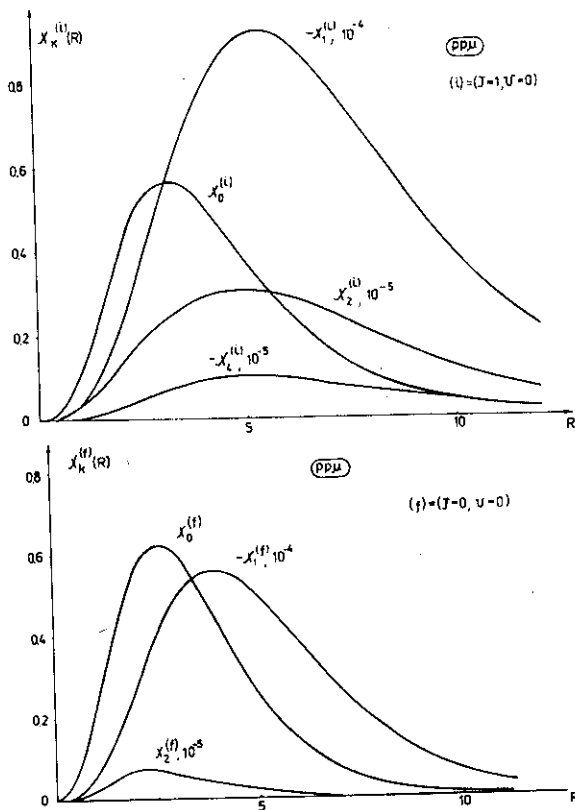 χ_K^(i)(R)
-χ_1^(i), 10^-4
ppμ
(i)=(J=1, υ=0)
0.8
0.6
χ_0^(i)
0.4
χ_2^(i), 10^-5
0.2
-χ_4^(i), 10^-5
0
5
10
R
χ_K^(f)(R)
ppμ
0.8
(f)=(J=0, υ=0)
χ_0^(f)
0.6
-χ_1^(f), 10^-4
0.4
0.2
χ_2^(f), 10^-5
0
5
10
R